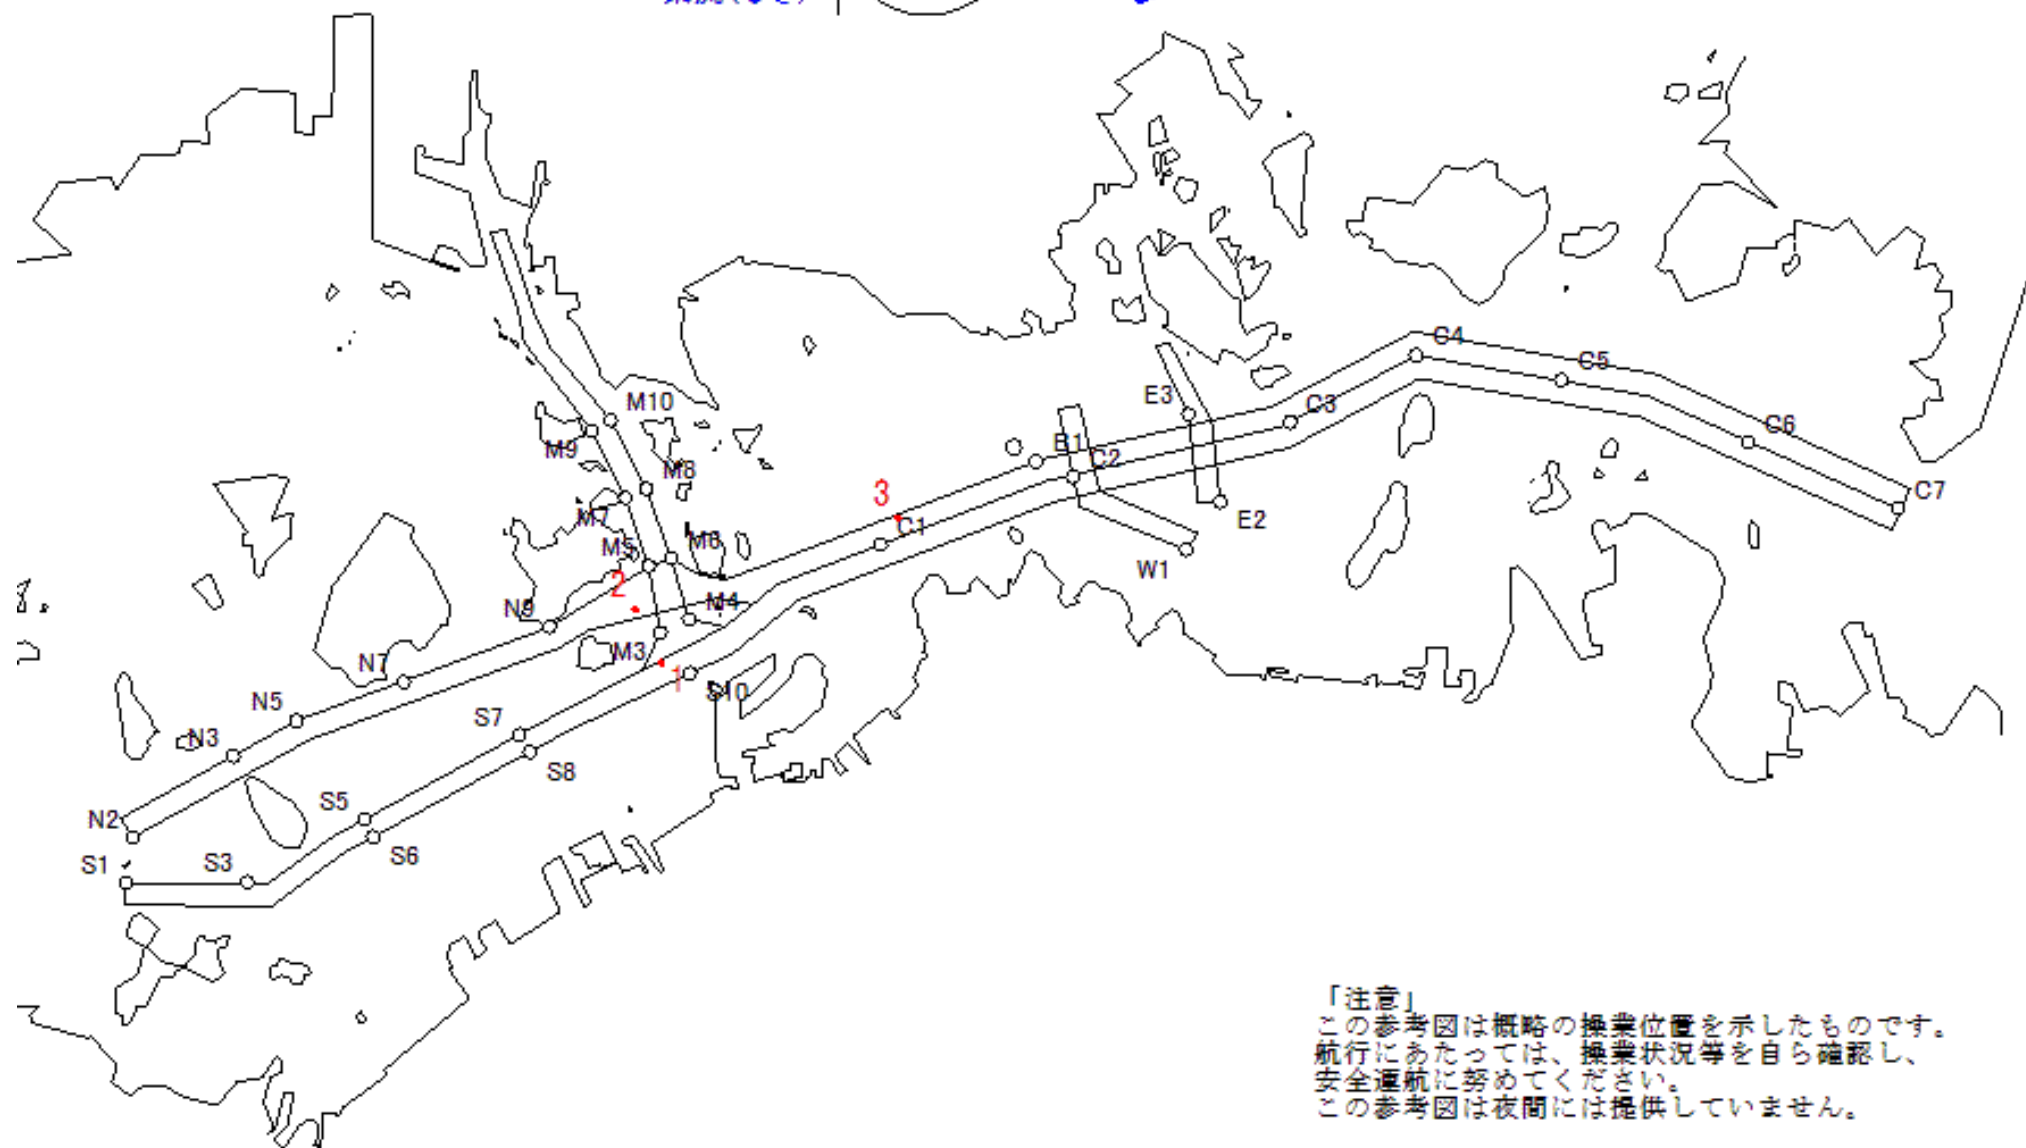 C4
C5
E3
M10
C3
C6
M9
B1
M8
C2
3
C7
M7
C1
E2
M5
M6
W1
2
N9
M4
M3
N7
1
S10
N5
S7
N3
S8
S5
N2
S6
S1
S3
「注意」
この参考図は概略の操業位置を示したものです。
航行にあたっては、操業状況等を自ら確認し、
安全運航に努めてください。
この参考図は夜間には提供していません。